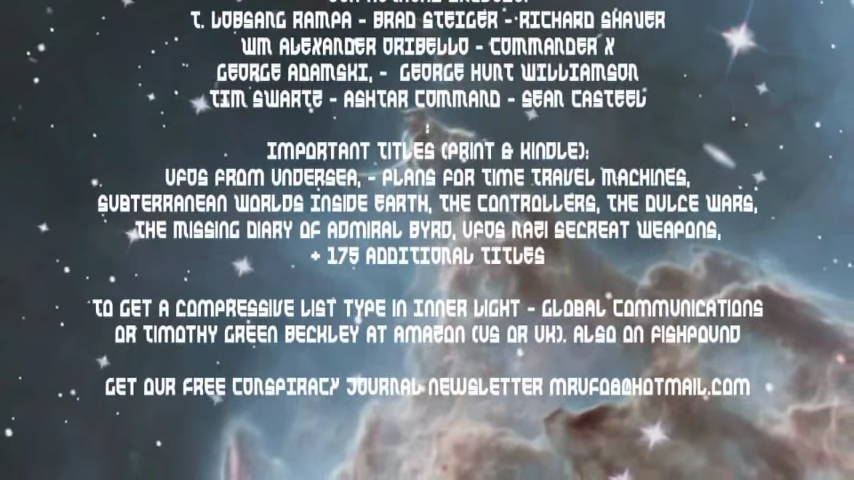 T. LOBSANG RAMPA - BRAD STEIGER - RICHARD SHAVER
WM ALEXANDER ORIBELLO - COMMANDER X
GEORGE ADAMSKI, - GEORGE HUNT WILLIAMSON
TIM SWARTZ - ASHTAR COMMAND - SEAN CASTEEL
:
IMPORTANT TITLES (PRINT & KINDLE):
UFOS FROM UNDERSEA, - PLANS FOR TIME TRAVEL MACHINES,
SUBTERRANEAN WORLDS INSIDE EARTH, THE CONTROLLERS, THE DULCE WARS,
THE MISSING DIARY OF ADMIRAL BYRD, UFOS NAZI SECREAT WEAPONS,
+ 175 ADDITIONAL TITLES
TO GET A COMPRESSIVE LIST TYPE IN INNER LIGHT - GLOBAL COMMUNICATIONS
OR TIMOTHY GREEN BECKLEY AT AMAZON (US OR UK). ALSO ON FISHPOUND
GET OUR FREE CONSPIRACY JOURNAL NEWSLETTER MRUFO8@HOTMAIL.COM